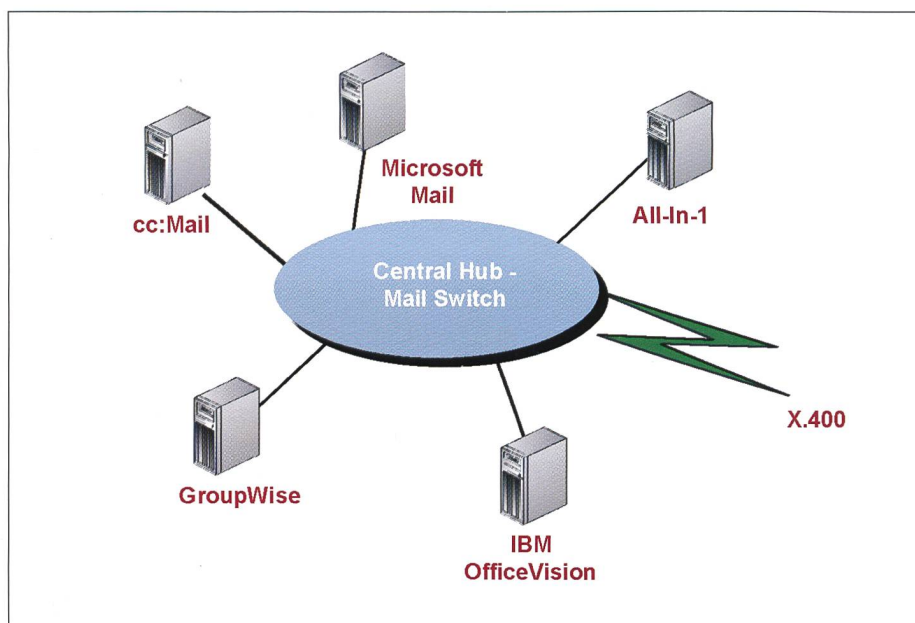 Microsoft
Mail
cc:Mail
All-In-1
Central Hub -
Mail Switch
X.400
GroupWise
IBM
OfficeVision